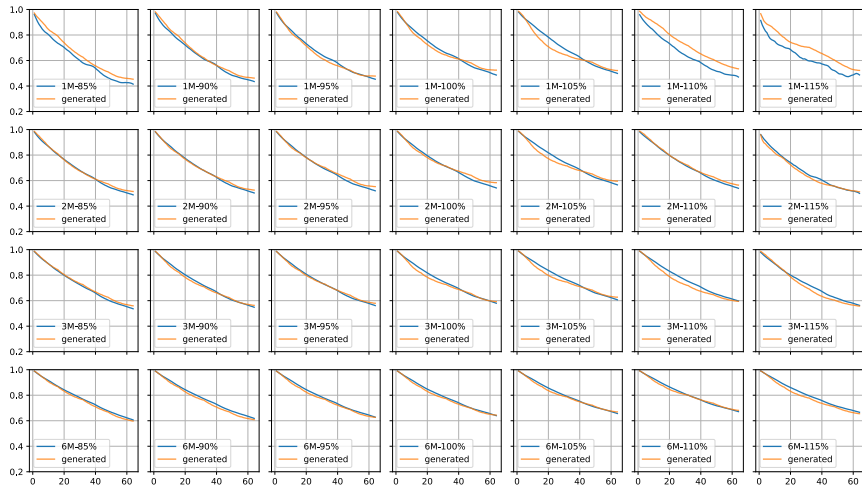 1.0
0.8
0.6
0.4
0.2
1M-85%
generated
1M-90%
generated
1M-95%
generated
1M-100%
generated
1M-105%
generated
1M-110%
generated
1M-115%
generated
1.0
0.8
0.6
0.4
0.2
2M-85%
generated
2M-90%
generated
2M-95%
generated
2M-100%
generated
2M-105%
generated
2M-110%
generated
2M-115%
generated
1.0
0.8
0.6
0.4
0.2
3M-85%
generated
3M-90%
generated
3M-95%
generated
3M-100%
generated
3M-105%
generated
3M-110%
generated
3M-115%
generated
1.0
0.8
0.6
0.4
0.2
6M-85%
generated
6M-90%
generated
6M-95%
generated
6M-100%
generated
6M-105%
generated
6M-110%
generated
6M-115%
generated
0 20 40 60
0 20 40 60
0 20 40 60
0 20 40 60
0 20 40 60
0 20 40 60
0 20 40 60